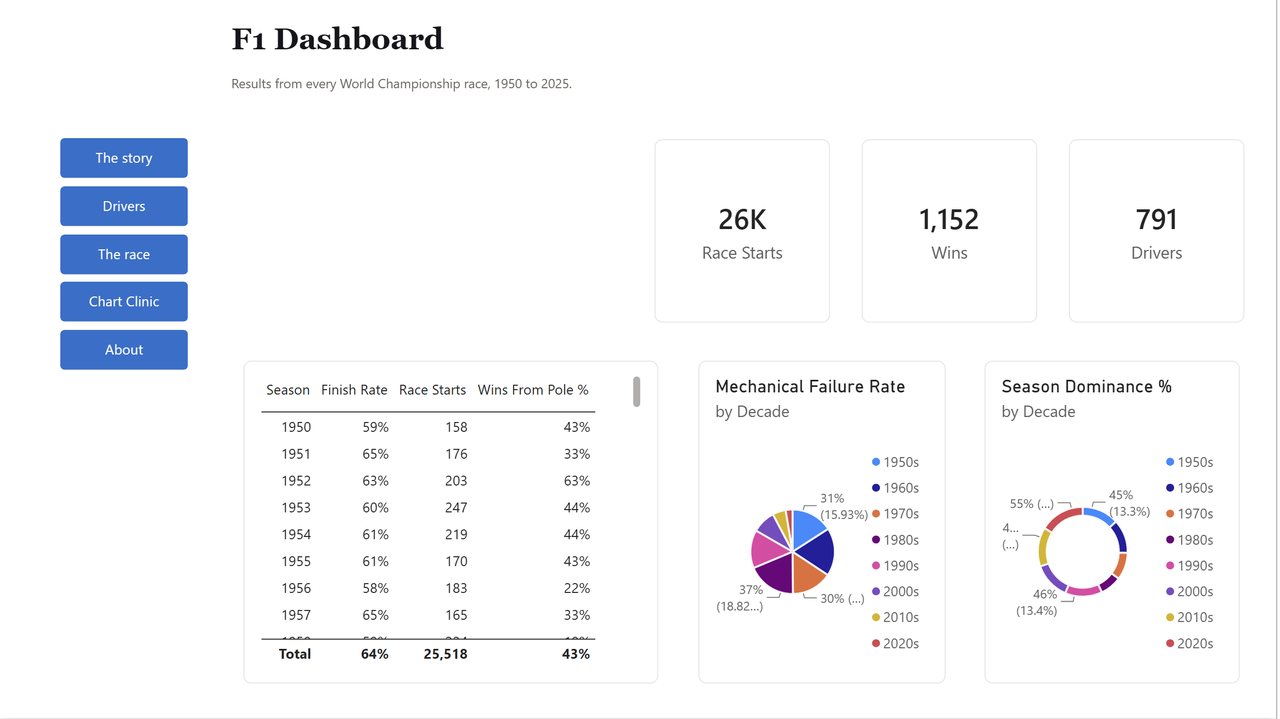 F1 Dashboard
Results from every World Championship race, 1950 to 2025.
The story
Drivers
The race
Chart Clinic
About
26K
Race Starts
1,152
Wins
791
Drivers
Season Finish Rate Race Starts Wins From Pole %
1950 59% 158 43%
1951 65% 176 33%
1952 63% 203 63%
1953 60% 247 44%
1954 61% 219 44%
1955 61% 170 43%
1956 58% 183 22%
1957 65% 165 33%
Total 64% 25,518 43%
Mechanical Failure Rate
by Decade
31%
(15.93%)
30% (...)
37%
(18.82...)
1950s
1960s
1970s
1980s
1990s
2000s
2010s
2020s
Season Dominance %
by Decade
45%
(13.3%)
46%
(13.4%)
4...
(...)
55% (...)
1950s
1960s
1970s
1980s
1990s
2000s
2010s
2020s